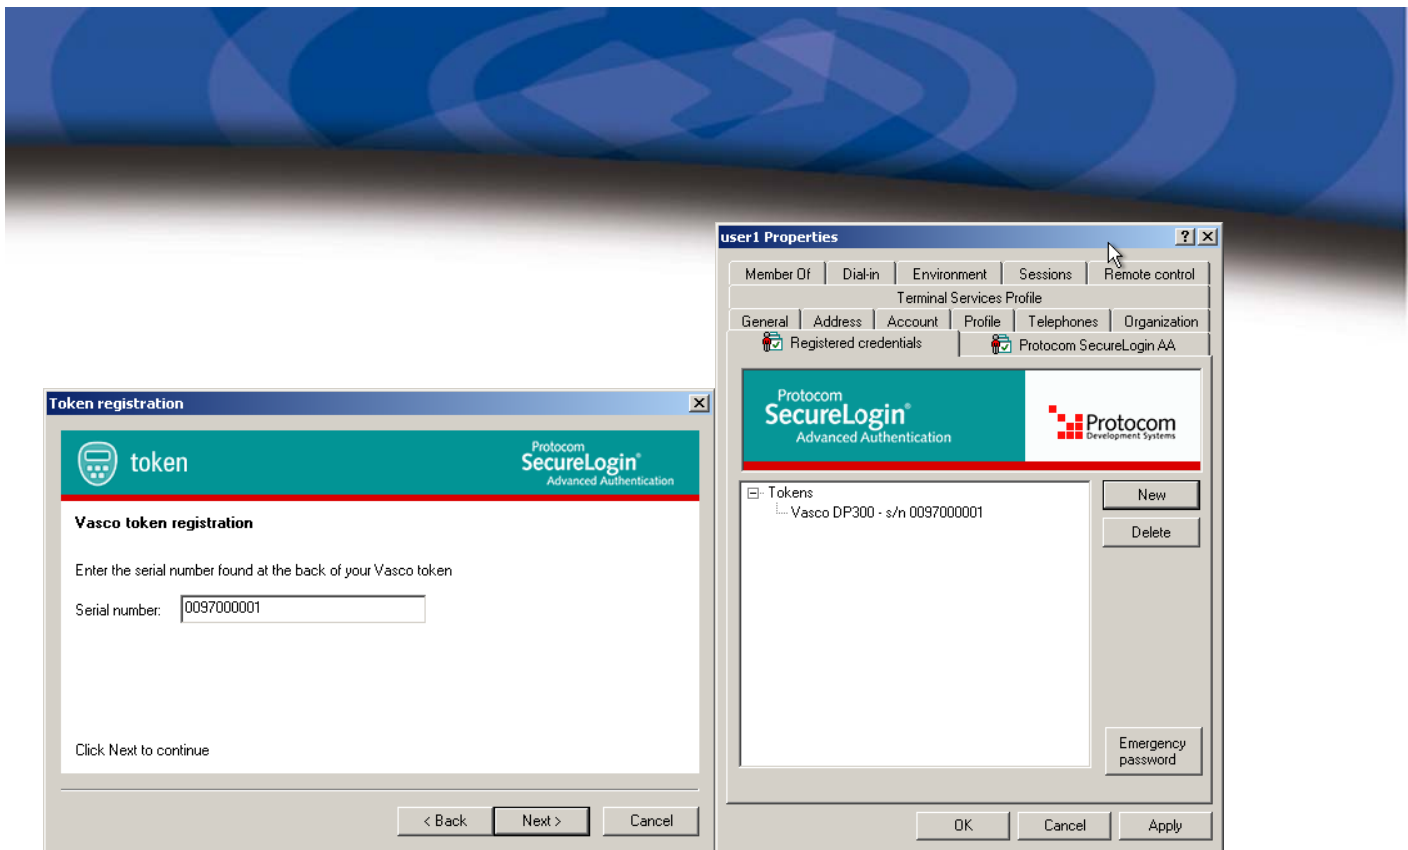 Token registration
token
Protocom
SecureLogin®
Advanced Authentication
Vasco token registration
Enter the serial number found at the back of your Vasco token
Serial number: 0097000001
Click Next to continue
< Back Next > Cancel
user1 Properties
Member Of Dial-in Environment Sessions Remote control
Terminal Services Profile
General Address Account Profile Telephones Organization
Registered credentials Protocom SecureLogin AA
Protocom
SecureLogin®
Advanced Authentication
Protocom
Development Systems
Tokens
Vasco DP300 - s/n 0097000001
New
Delete
Emergency
password
OK Cancel Apply